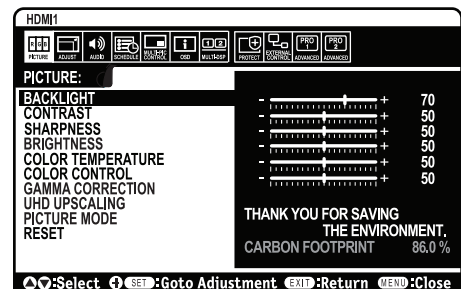 HDMI1
RGB
PICTURE ADJUST AUDIO SCHEDULE MULTI-PIC CONTROL OSD MULTI-DSP PROTECT EXTERNAL CONTROL PRO 1 ADVANCED PRO 2 ADVANCED
PICTURE:
BACKLIGHT - + 70
CONTRAST - + 50
SHARPNESS - + 50
BRIGHTNESS - + 50
COLOR TEMPERATURE - + 50
COLOR CONTROL - + 50
GAMMA CORRECTION
UHD UPSCALING
PICTURE MODE
RESET
THANK YOU FOR SAVING
THE ENVIRONMENT.
CARBON FOOTPRINT 86.0 %
:Select SET:Goto Adjustment EXIT:Return MENU:Close